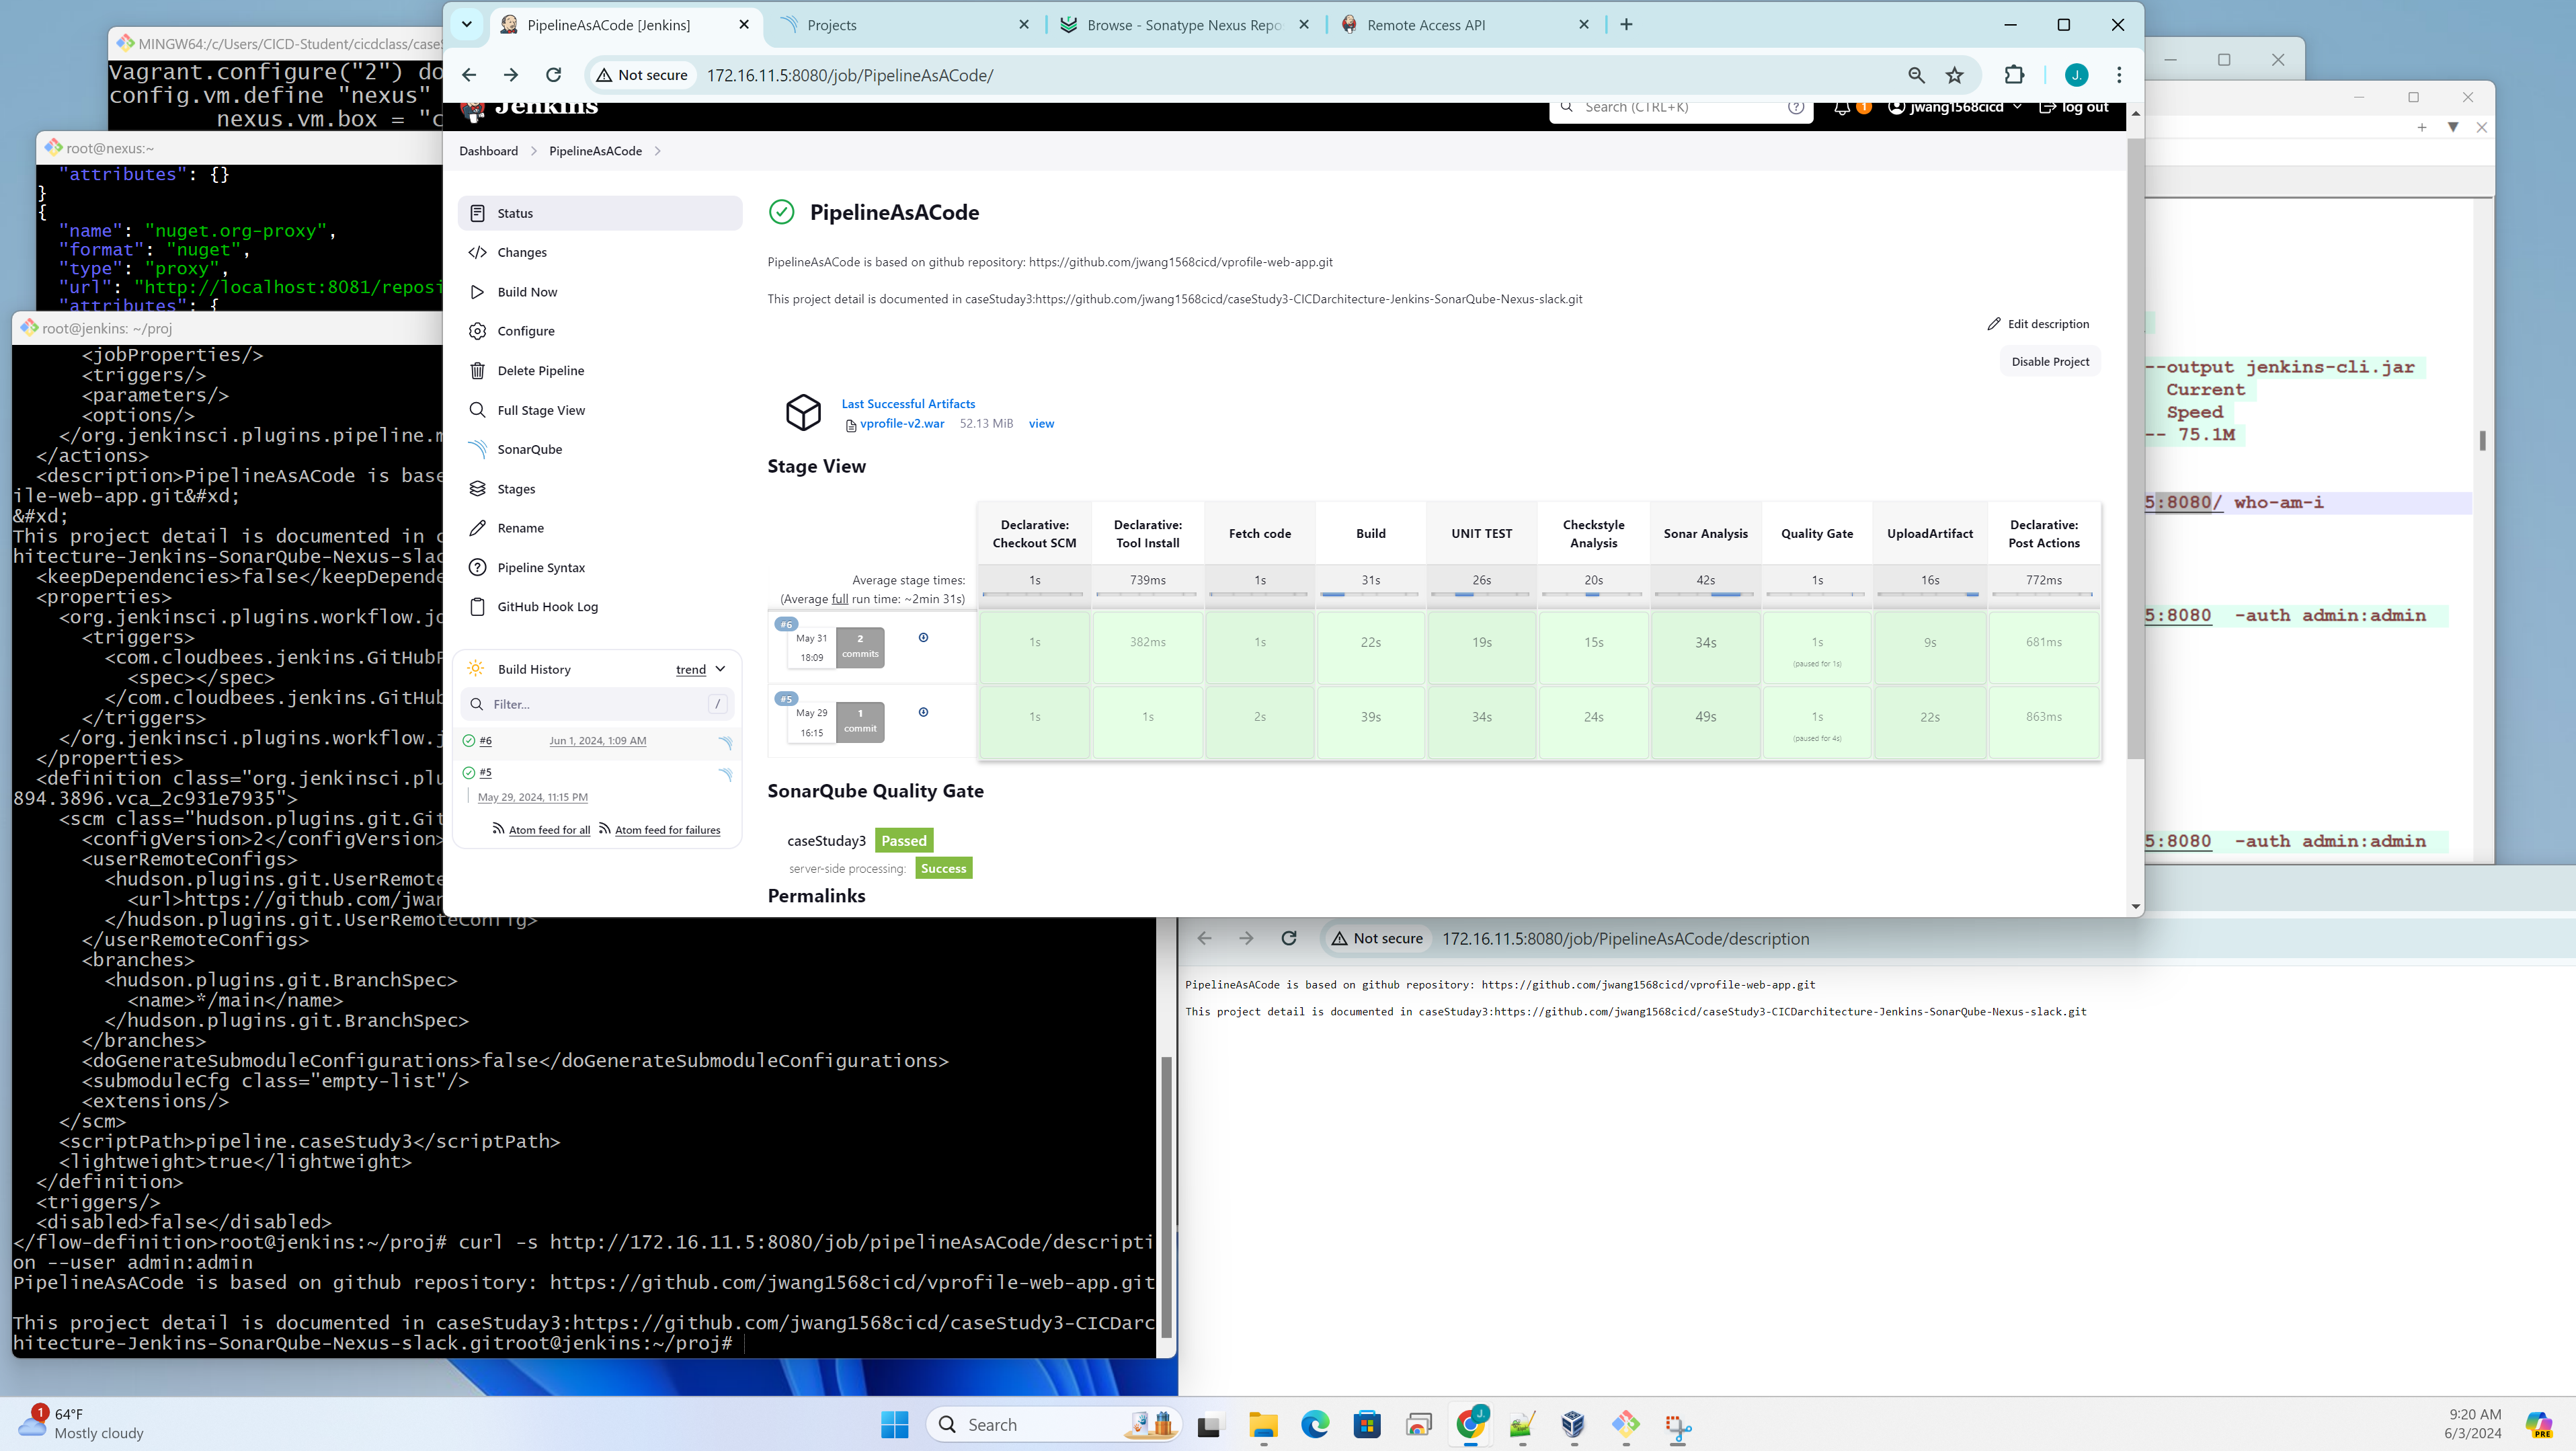 MINGW64:/c/Users/CICD-Student/cicdclass/caseS
Vagrant.configure("2") do
config.vm.define "nexus"
nexus.vm.box = "c
root@nexus:~
"attributes": {}
}
{
"name": "nuget.org-proxy",
"format": "nuget",
"type": "proxy",
"url": "http://localhost:8081/reposi
"attributes": {
root@jenkins: ~/proj
<jobProperties/>
<triggers/>
<parameters/>
<options/>
</org.jenkinsci.plugins.pipeline.m
</actions>
<description>PipelineAsACode is base
ile-web-app.git&#xd;
&#xd;
This project detail is documented in c
hitecture-Jenkins-SonarQube-Nexus-slac
<keepDependencies>false</keepDepende
<properties>
<org.jenkinsci.plugins.workflow.jo
<triggers>
<com.cloudbees.jenkins.GitHubP
<spec></spec>
</com.cloudbees.jenkins.GitHub
</triggers>
</org.jenkinsci.plugins.workflow.j
</properties>
<definition class="org.jenkinsci.plu
894.3896.vca_2c931e7935">
<scm class="hudson.plugins.git.Git
<configVersion>2</configVersion>
<userRemoteConfigs>
<hudson.plugins.git.UserRemote
<url>https://github.com/jwan
</hudson.plugins.git.UserRemoteConfig>
</userRemoteConfigs>
<branches>
<hudson.plugins.git.BranchSpec>
<name>*/main</name>
</hudson.plugins.git.BranchSpec>
</branches>
<doGenerateSubmoduleConfigurations>false</doGenerateSubmoduleConfigurations>
<submoduleCfg class="empty-list"/>
<extensions/>
</scm>
<scriptPath>pipeline.caseStudy3</scriptPath>
<lightweight>true</lightweight>
</definition>
<triggers/>
<disabled>false</disabled>
</flow-definition>root@jenkins:~/proj# curl -s http://172.16.11.5:8080/job/pipelineAsACode/descripti
on --user admin:admin
PipelineAsACode is based on github repository: https://github.com/jwang1568cicd/vprofile-web-app.git
This project detail is documented in caseStuday3:https://github.com/jwang1568cicd/caseStudy3-CICDarc
hitecture-Jenkins-SonarQube-Nexus-slack.gitroot@jenkins:~/proj#
PipelineAsACode [Jenkins]
Projects
Browse - Sonatype Nexus Repo
Remote Access API
Not secure 172.16.11.5:8080/job/PipelineAsACode/
J.
Jenkins
Search (CTRL+K)
1
jwang1568cicd
log out
Dashboard
PipelineAsACode
Status
Changes
Build Now
Configure
Delete Pipeline
Full Stage View
SonarQube
Stages
Rename
Pipeline Syntax
GitHub Hook Log
Build History
trend
Filter...
/
#6 Jun 1, 2024, 1:09 AM
#5
May 29, 2024, 11:15 PM
Atom feed for all
Atom feed for failures
PipelineAsACode
PipelineAsACode is based on github repository: https://github.com/jwang1568cicd/vprofile-web-app.git
This project detail is documented in caseStuday3:https://github.com/jwang1568cicd/caseStudy3-CICDarchitecture-Jenkins-SonarQube-Nexus-slack.git
Edit description
Disable Project
Last Successful Artifacts
vprofile-v2.war 52.13 MiB view
Stage View
Declarative: Checkout SCM
Declarative: Tool Install
Fetch code
Build
UNIT TEST
Checkstyle Analysis
Sonar Analysis
Quality Gate
UploadArtifact
Declarative: Post Actions
Average stage times: 1s 739ms 1s 31s 26s 20s 42s 1s 16s 772ms
(Average full run time: ~2min 31s)
#6
May 31 18:09
2 commits
1s 382ms 1s 22s 19s 15s 34s 1s 9s 681ms
(paused for 1s)
#5
May 29 16:15
1 commit
1s 1s 2s 39s 34s 24s 49s 1s 22s 863ms
(paused for 4s)
SonarQube Quality Gate
caseStuday3 Passed
server-side processing: Success
Permalinks
--output jenkins-cli.jar
Current
Speed
-- 75.1M
5:8080/ who-am-i
5:8080 -auth admin:admin
5:8080 -auth admin:admin
Not secure 172.16.11.5:8080/job/PipelineAsACode/description
PipelineAsACode is based on github repository: https://github.com/jwang1568cicd/vprofile-web-app.git
This project detail is documented in caseStuday3:https://github.com/jwang1568cicd/caseStudy3-CICDarchitecture-Jenkins-SonarQube-Nexus-slack.git
1
64°F
Mostly cloudy
Search
J.
9:20 AM
6/3/2024
PRE